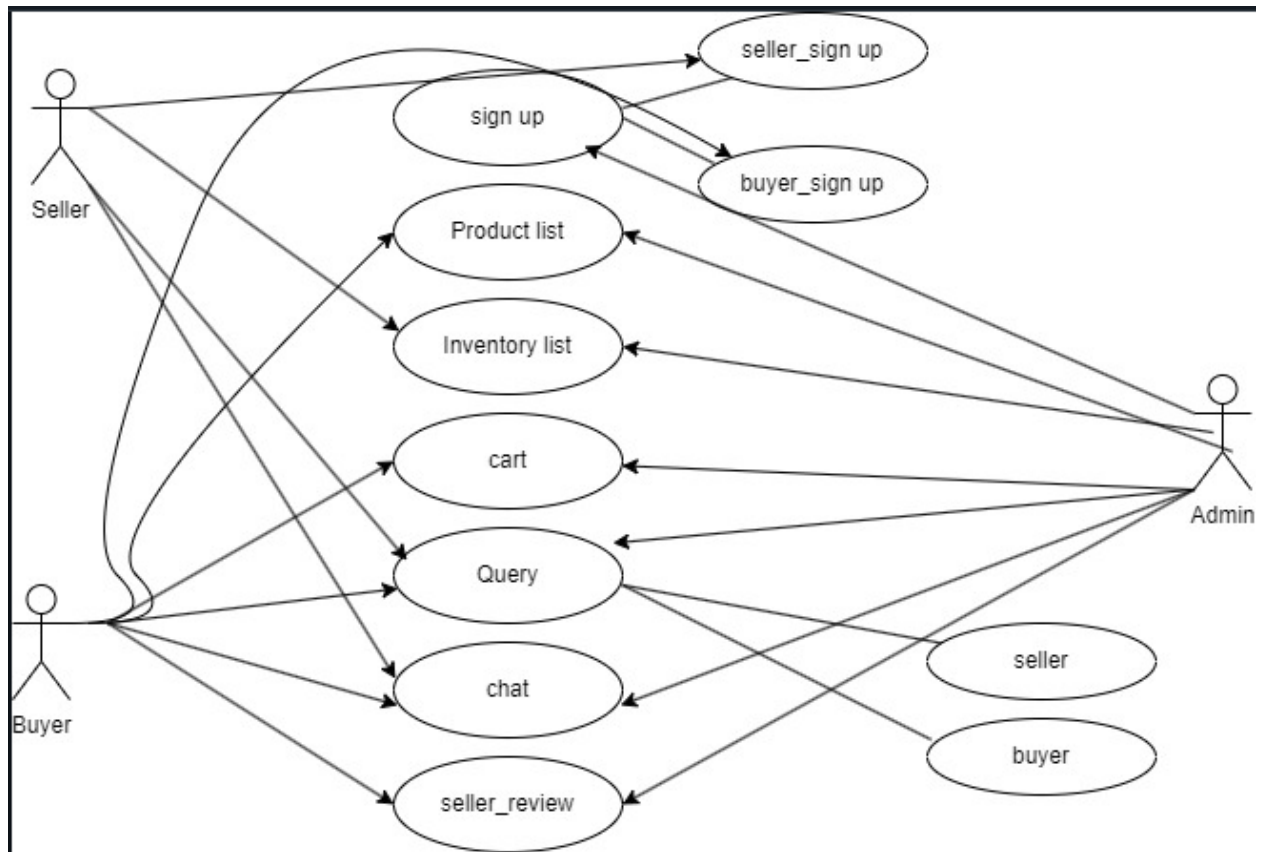 seller_sign up
sign up
buyer_sign up
Seller
Product list
Inventory list
cart
Admin
Query
seller
chat
Buyer
buyer
seller_review